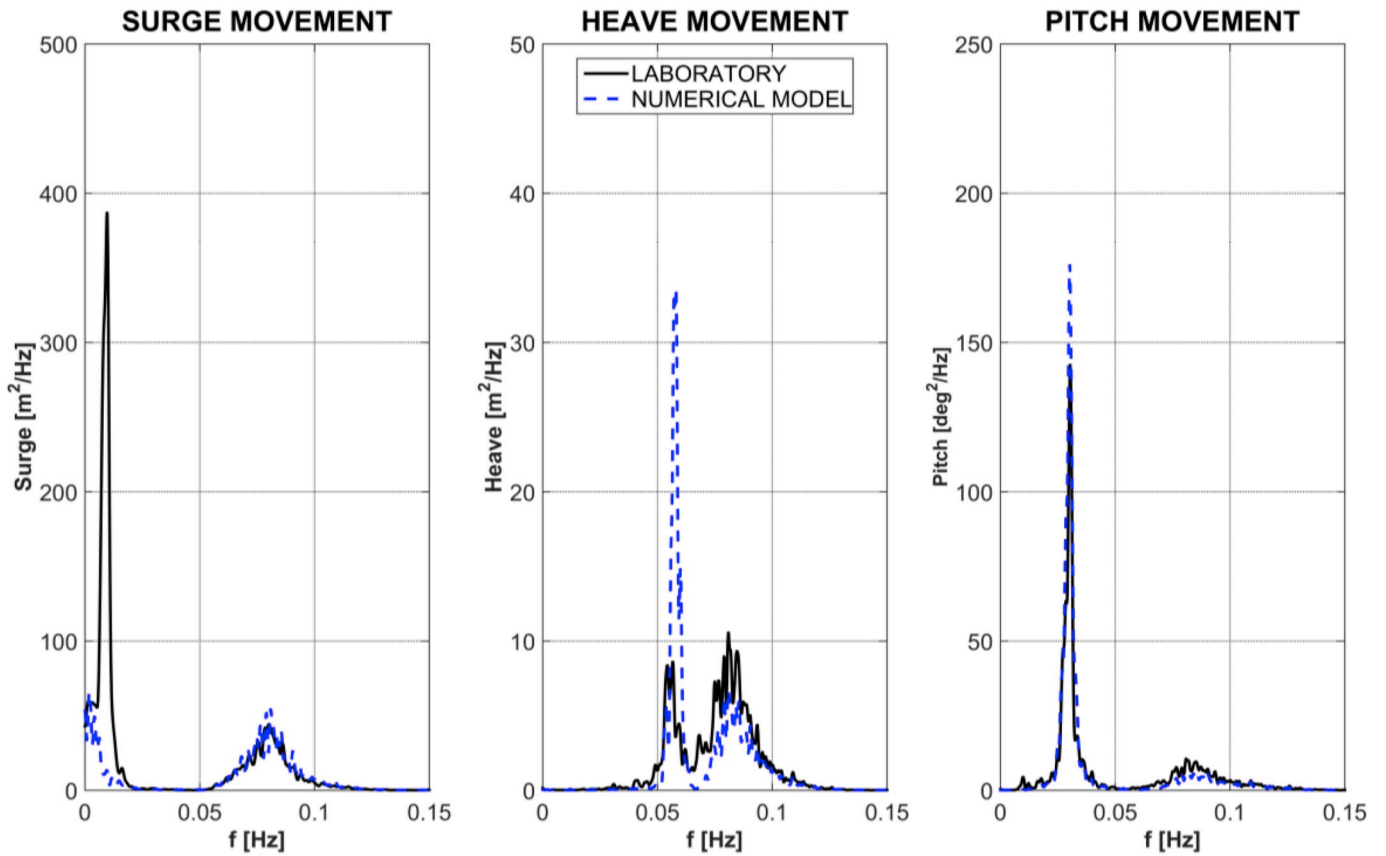 SURGE MOVEMENT
500
400
300
200
100
0
0
0.05
0.1
0.15
Surge [m²/Hz]
f [Hz]
HEAVE MOVEMENT
LABORATORY
NUMERICAL MODEL
50
40
30
20
10
0
0
0.05
0.1
0.15
Heave [m²/Hz]
f [Hz]
PITCH MOVEMENT
250
200
150
100
50
0
0
0.05
0.1
0.15
Pitch [deg²/Hz]
f [Hz]